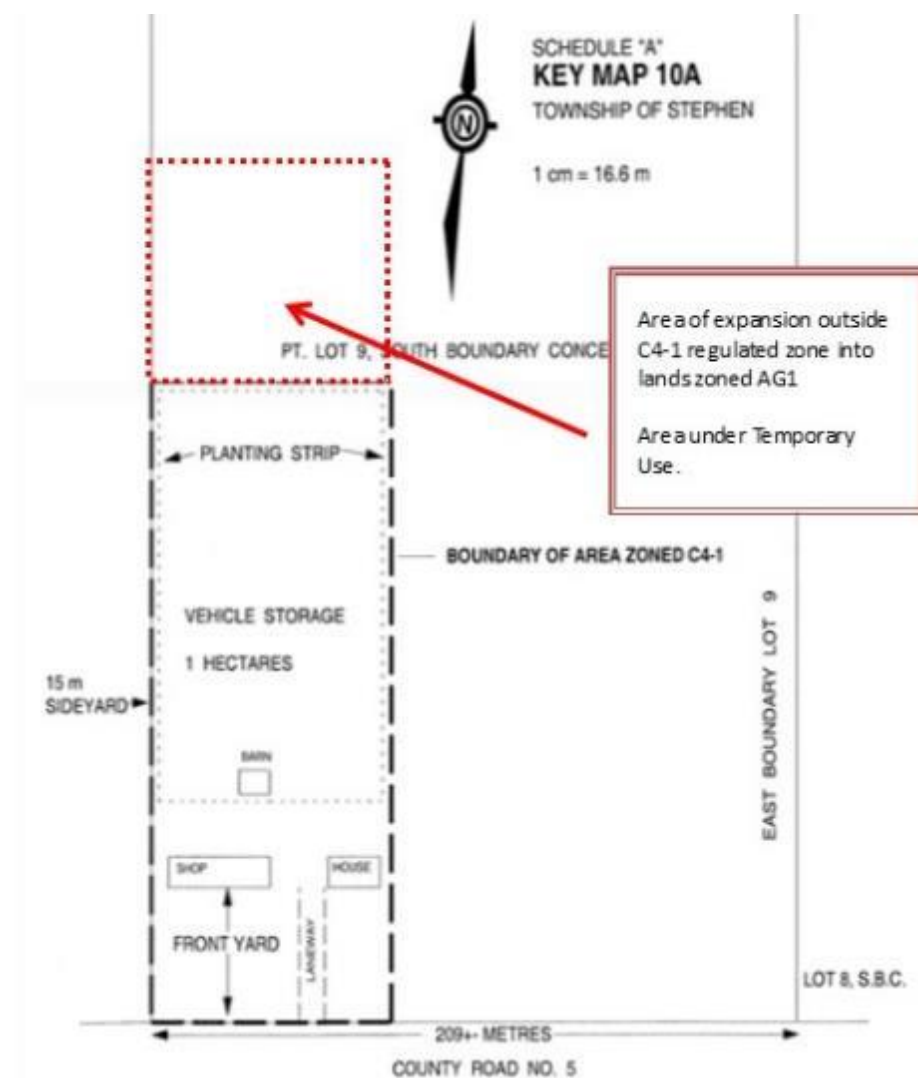 SCHEDULE "A"
KEY MAP 10A
TOWNSHIP OF STEPHEN
N
1 cm = 16.6 m
Area of expansion outside
C4-1 regulated zone into
lands zoned AG1
Area under Temporary
Use.
PT. LOT 9, SOUTH BOUNDARY CONCE
PLANTING STRIP
BOUNDARY OF AREA ZONED C4-1
VEHICLE STORAGE
1 HECTARES
15 m
SIDEYARD
EAST BOUNDARY LOT 9
BARN
SHOP
HOUSE
FRONT YARD
LANEWAY
LOT 8, S.B.C.
209+- METRES
COUNTY ROAD NO. 5